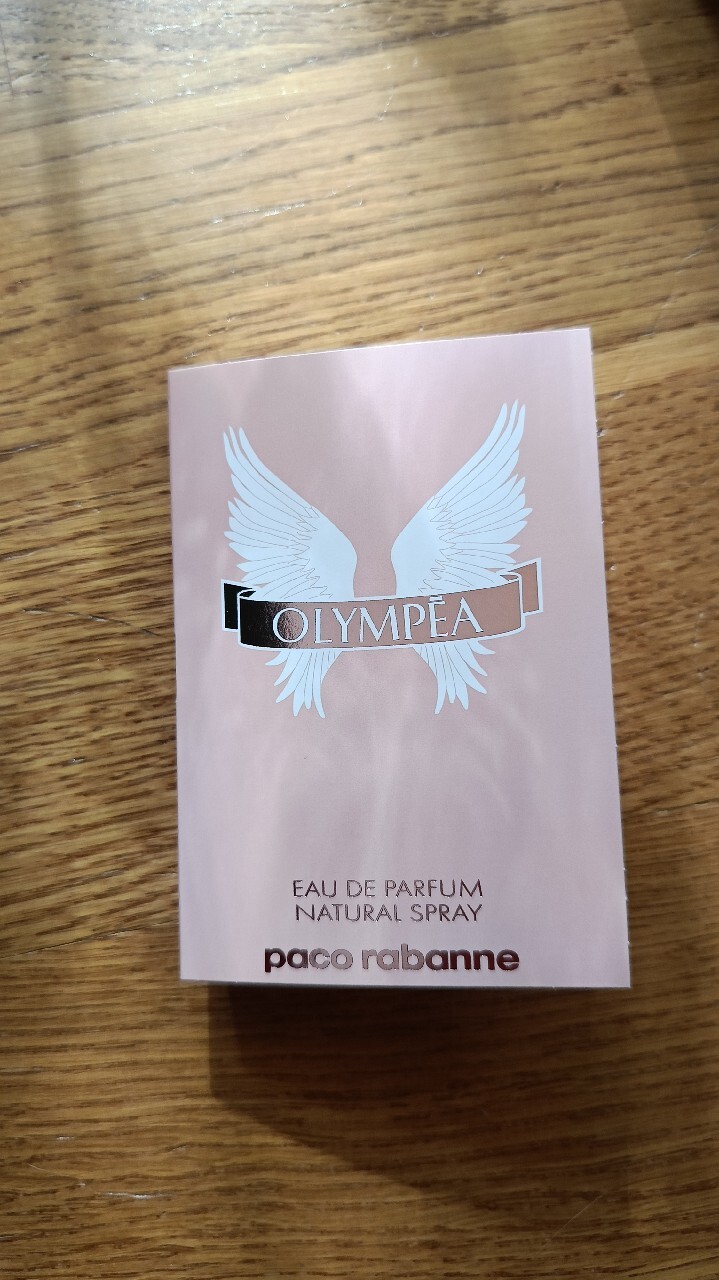 OLYMPĒA
EAU DE PARFUM
NATURAL SPRAY
paco rabanne